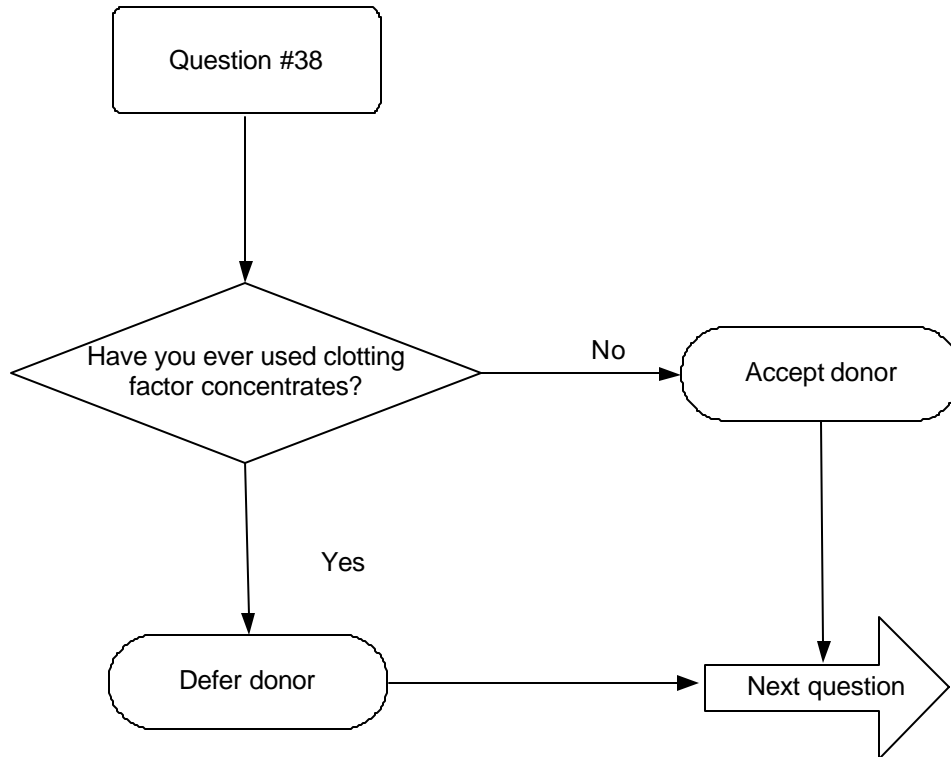 Question #38
Have you ever used clotting
factor concentrates?
No
Accept donor
Yes
Defer donor
Next question